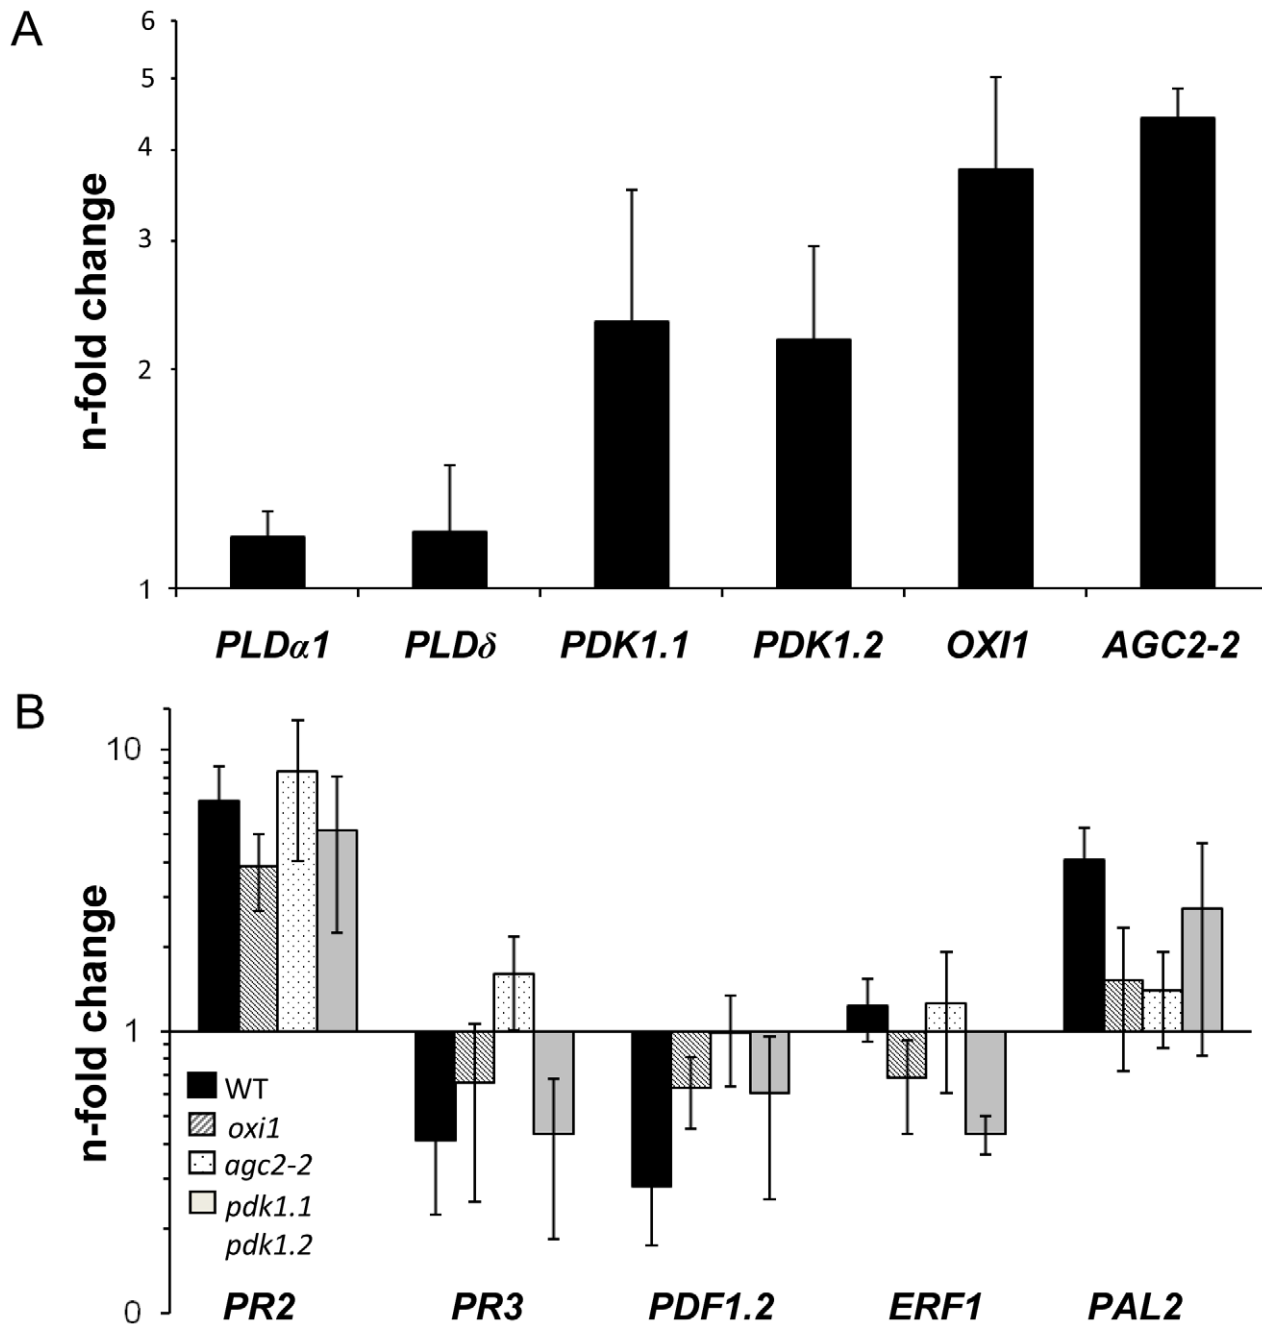 A
6
5
4
3
2
1
n-fold change
PLDα1 PLDδ PDK1.1 PDK1.2 OXI1 AGC2-2
B
10
1
0
n-fold change
WT
oxi1
agc2-2
pdk1.1
pdk1.2
PR2 PR3 PDF1.2 ERF1 PAL2